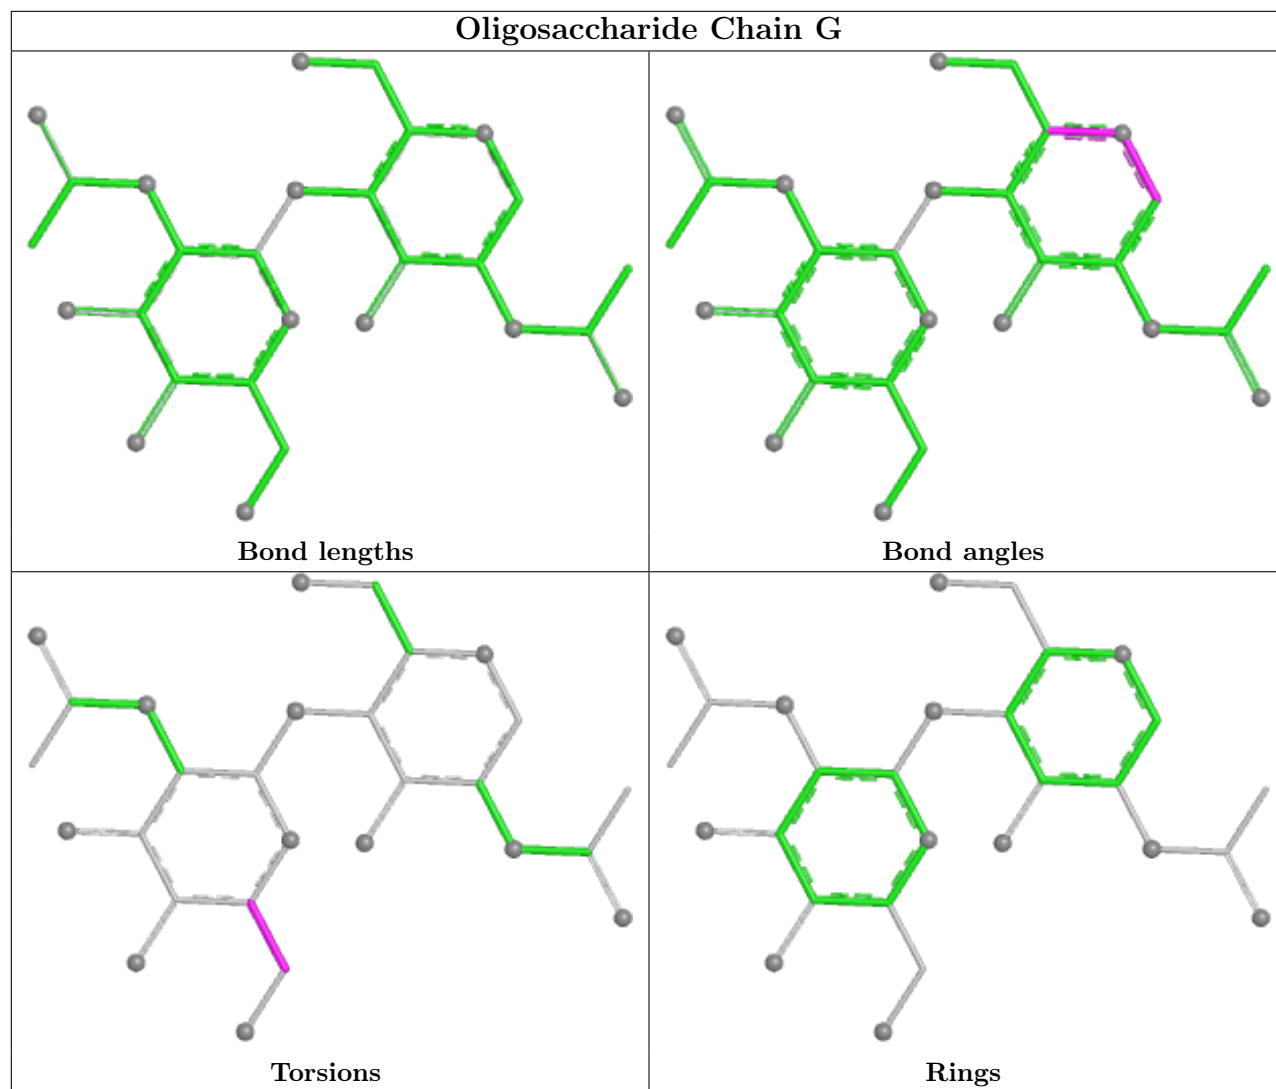 Oligosaccharide Chain G
Bond lengths
Bond angles
Torsions
Rings